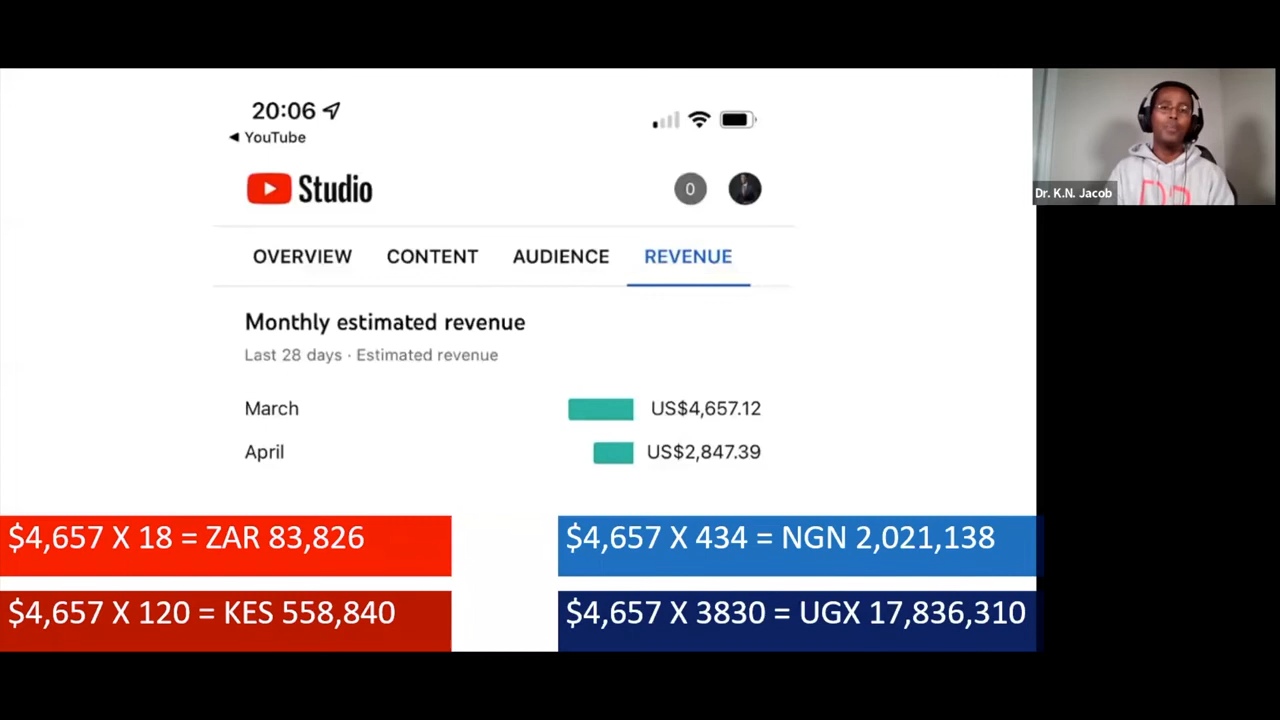 20:06
YouTube
Studio
0
OVERVIEW CONTENT AUDIENCE REVENUE
Monthly estimated revenue
Last 28 days · Estimated revenue
March US$4,657.12
April US$2,847.39
$4,657 X 18 = ZAR 83,826
$4,657 X 434 = NGN 2,021,138
$4,657 X 120 = KES 558,840
$4,657 X 3830 = UGX 17,836,310
Dr. K.N. Jacob